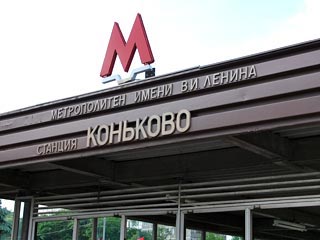 М
МЕТРОПОЛИТЕН ИМЕНИ В И ЛЕНИНА
СТАНЦИЯ КОНЬКОВО